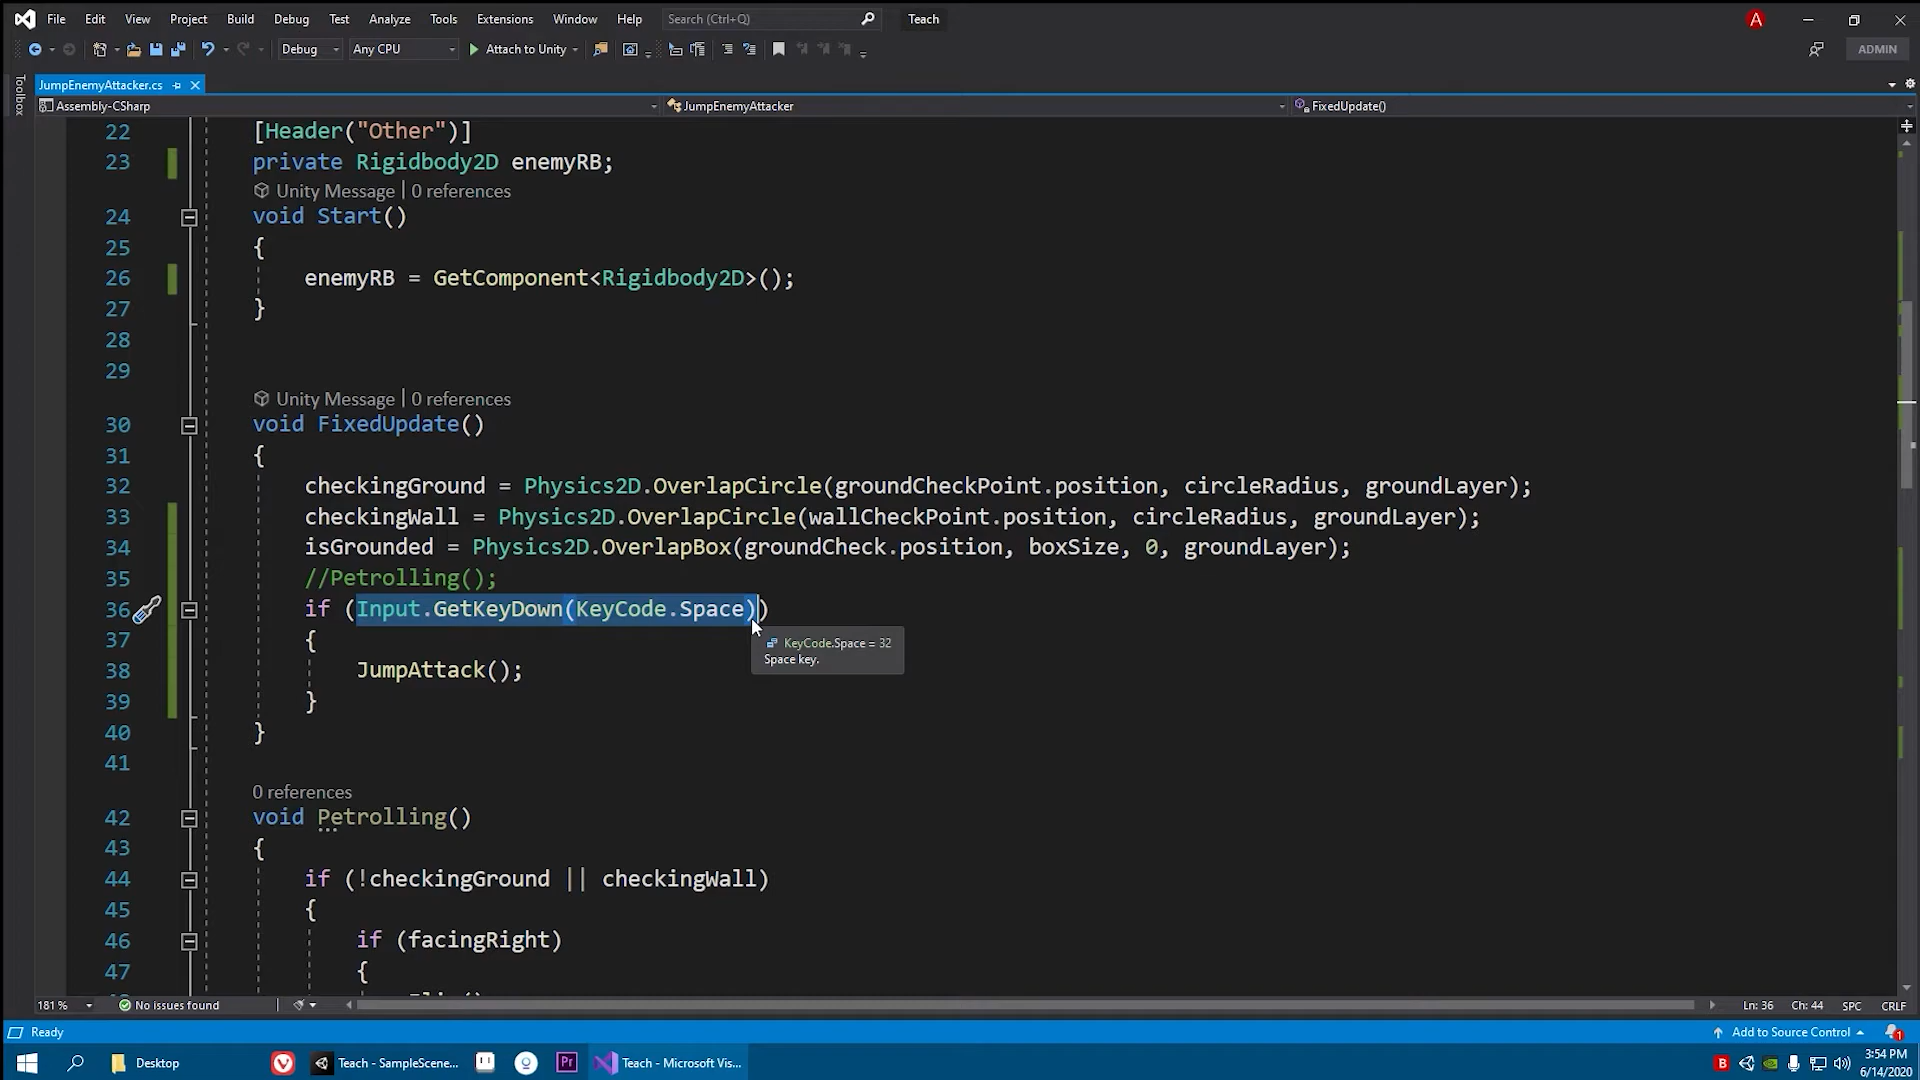 File Edit View Project Build Debug Test Analyze Tools Extensions Window Help Search (Ctrl+Q) Teach A
Debug Any CPU Attach to Unity ADMIN
Toolbox
JumpEnemyAttacker.cs
Assembly-CSharp JumpEnemyAttacker FixedUpdate()
22 [Header("Other")]
23 private Rigidbody2D enemyRB;
Unity Message | 0 references
24 void Start()
25 {
26 enemyRB = GetComponent<Rigidbody2D>();
27 }
28
29
Unity Message | 0 references
30 void FixedUpdate()
31 {
32 checkingGround = Physics2D.OverlapCircle(groundCheckPoint.position, circleRadius, groundLayer);
33 checkingWall = Physics2D.OverlapCircle(wallCheckPoint.position, circleRadius, groundLayer);
34 isGrounded = Physics2D.OverlapBox(groundCheck.position, boxSize, 0, groundLayer);
35 //Petrolling();
36 if (Input.GetKeyDown(KeyCode.Space))
37 {
KeyCode.Space = 32
Space key.
38 JumpAttack();
39 }
40 }
41
0 references
42 void Petrolling()
43 {
44 if (!checkingGround || checkingWall)
45 {
46 if (facingRight)
47 {
181 % No issues found Ln: 36 Ch: 44 SPC CRLF
Ready Add to Source Control 1
Desktop Teach - SampleScene... Pr Teach - Microsoft Vis... B 3:54 PM
6/14/2020